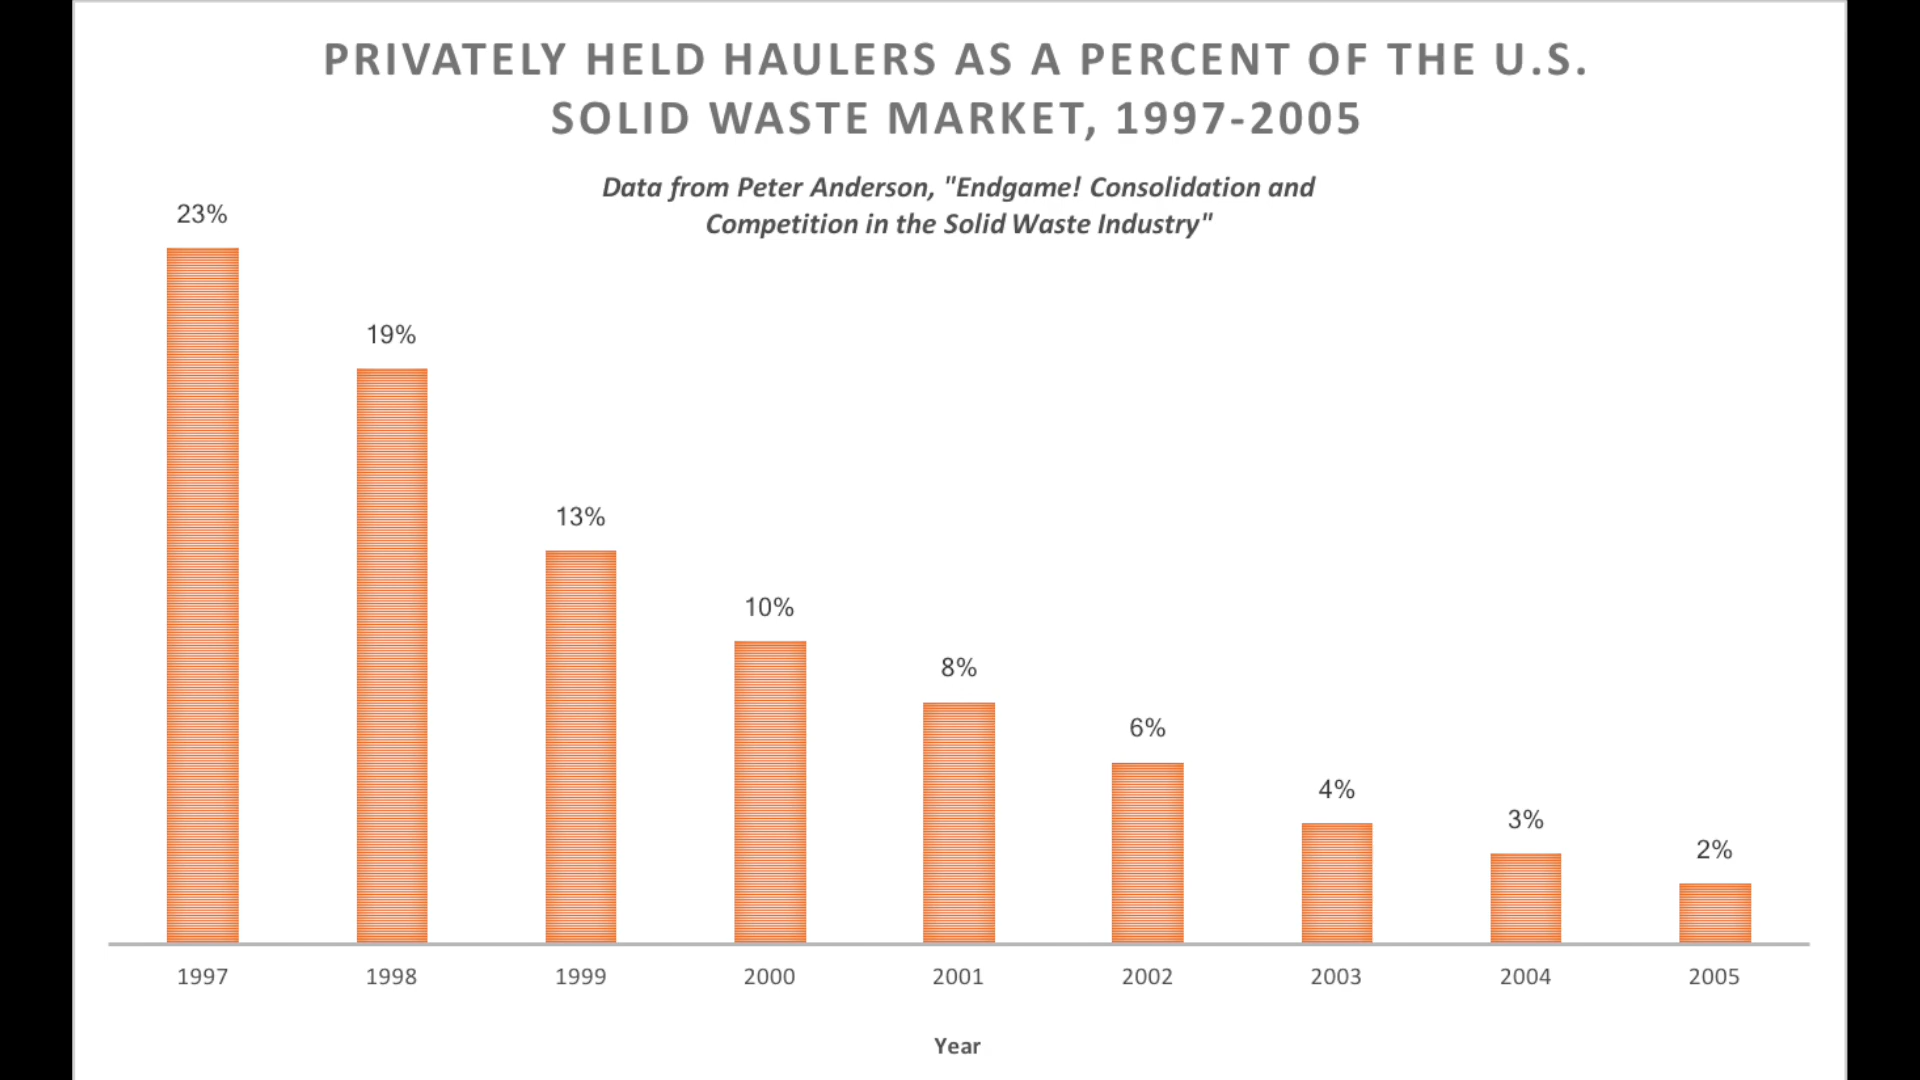 PRIVATELY HELD HAULERS AS A PERCENT OF THE U.S.
SOLID WASTE MARKET, 1997-2005
Data from Peter Anderson, "Endgame! Consolidation and
Competition in the Solid Waste Industry"
23%
19%
13%
10%
8%
6%
4%
3%
2%
1997 1998 1999 2000 2001 2002 2003 2004 2005
Year